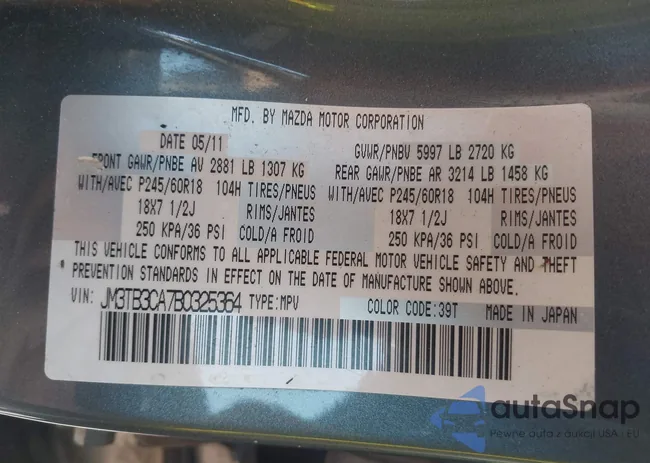 MFD. BY MAZDA MOTOR CORPORATION
DATE 05/11 GVWR/PNBV 5997 LB 2720 KG
FRONT GAWR/PNBE AV 2881 LB 1307 KG REAR GAWR/PNBE AR 3214 LB 1458 KG
WITH/AVEC P245/60R18 104H TIRES/PNEUS WITH/AVEC P245/60R18 104H TIRES/PNEUS
18X7 1/2J RIMS/JANTES 18X7 1/2J RIMS/JANTES
250 KPA/36 PSI COLD/A FROID 250 KPA/36 PSI COLD/A FROID
THIS VEHICLE CONFORMS TO ALL APPLICABLE FEDERAL MOTOR VEHICLE SAFETY AND THEFT
PREVENTION STANDARDS IN EFFECT ON THE DATE OF MANUFACTURE SHOWN ABOVE.
VIN: JM3TB3CA7B0325364 TYPE:MPV COLOR CODE:39T MADE IN JAPAN
autaSnap
Pewne auta z aukcji USA i EU